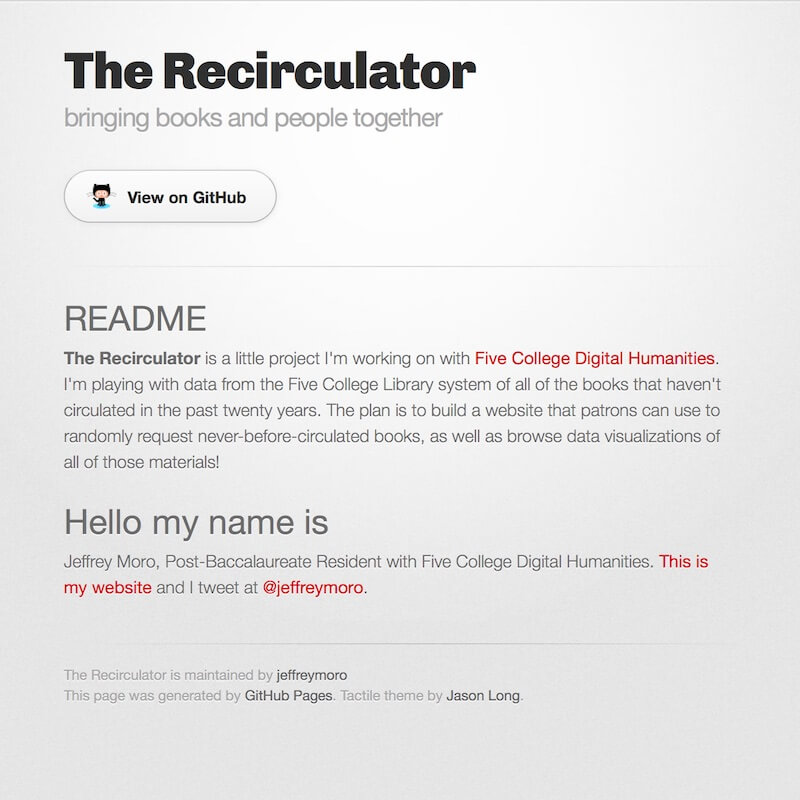 The Recirculator
bringing books and people together
View on GitHub
README
The Recirculator is a little project I'm working on with Five College Digital Humanities.
I'm playing with data from the Five College Library system of all of the books that haven't
circulated in the past twenty years. The plan is to build a website that patrons can use to
randomly request never-before-circulated books, as well as browse data visualizations of
all of those materials!
Hello my name is
Jeffrey Moro, Post-Baccalaureate Resident with Five College Digital Humanities. This is
my website and I tweet at @jeffreymoro.
The Recirculator is maintained by jeffreymoro
This page was generated by GitHub Pages. Tactile theme by Jason Long.